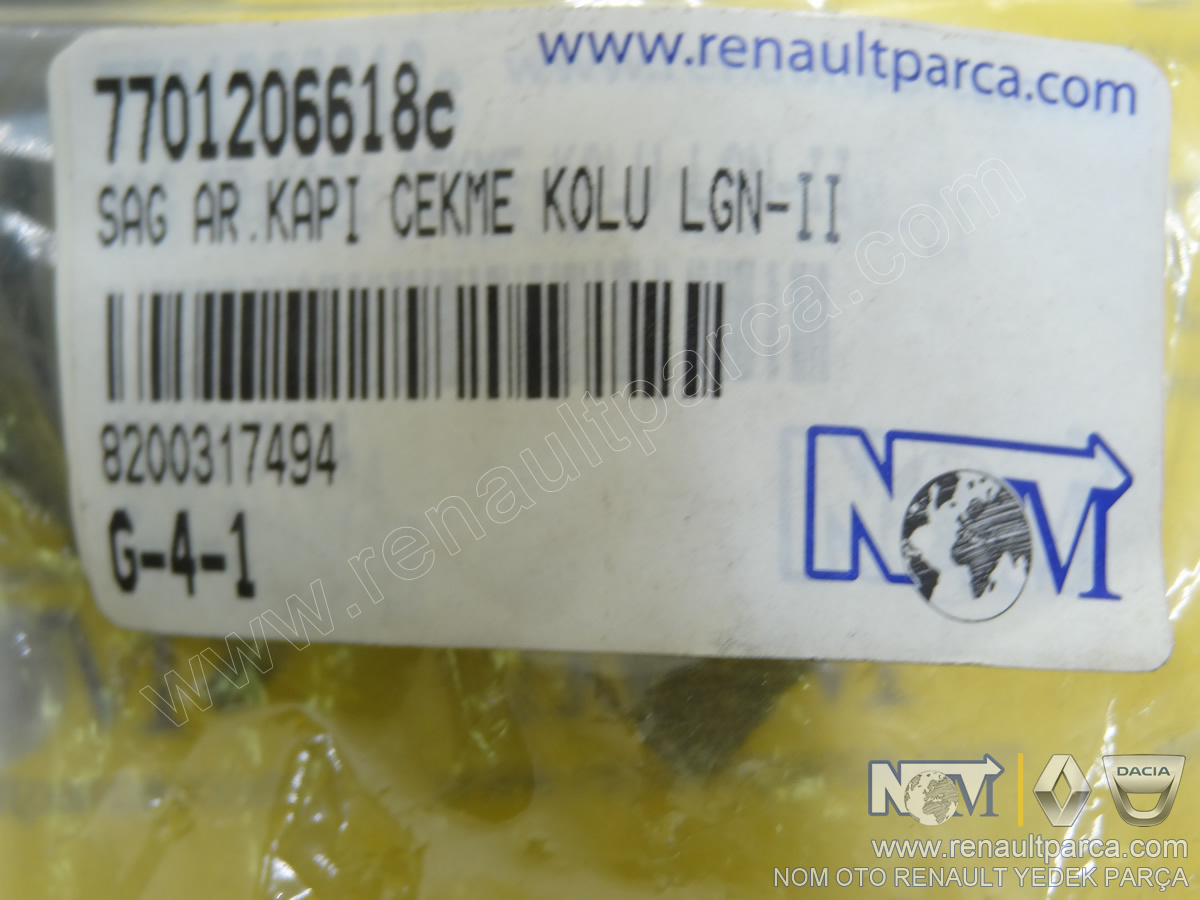 www.renaultparca.com
7701206618c
SAG AR.KAPI CEKME KOLU LGN-II
8200317494
G-4-1
NOM
www.renaultparca.com
NOM
DACIA
www.renaultparca.com
NOM OTO RENAULT YEDEK PARÇA